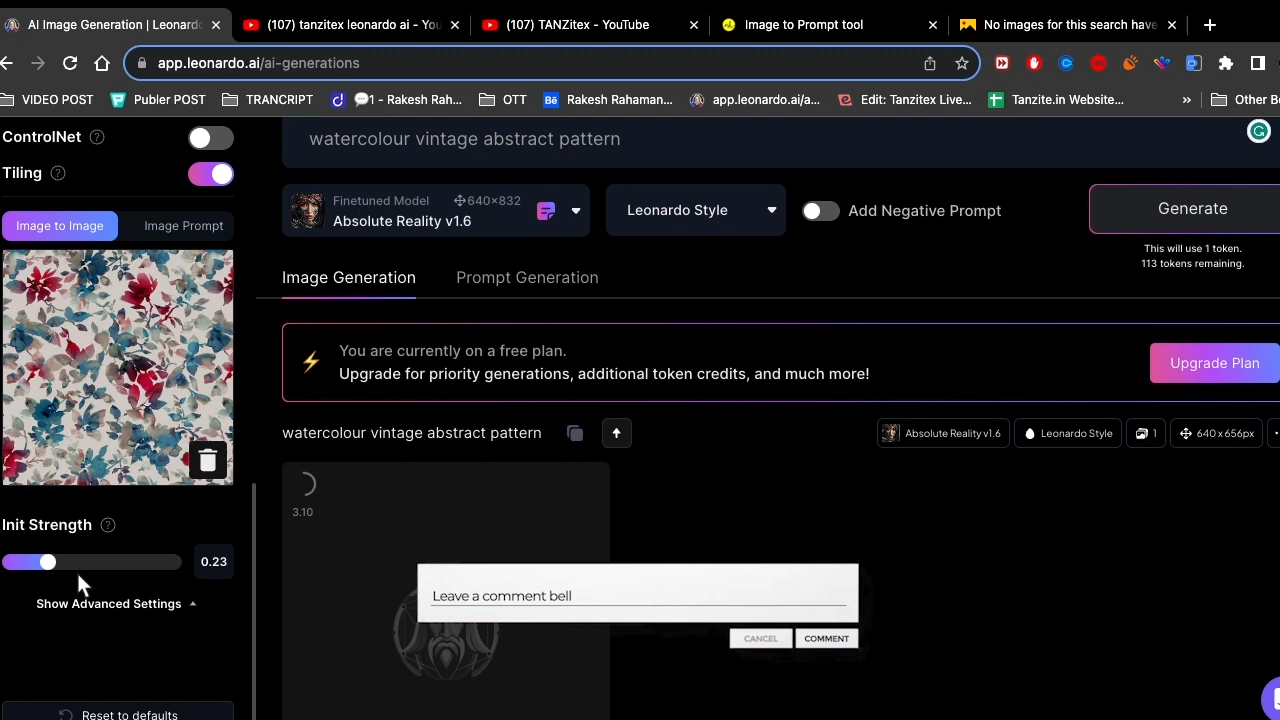 AI Image Generation | Leonardo
(107) tanzitex leonardo ai - You
(107) TANZitex - YouTube
Image to Prompt tool
No images for this search have
app.leonardo.ai/ai-generations
VIDEO POST
Publer POST
TRANCRIPT
1 - Rakesh Rah...
OTT
Bē Rakesh Rahaman...
app.leonardo.ai/a...
Edit: Tanzitex Live...
Tanzite.in Website...
»
Other Bo
ControlNet ?
watercolour vintage abstract pattern
Tiling ?
Finetuned Model 640×832
Absolute Reality v1.6
Leonardo Style
Add Negative Prompt
Generate
This will use 1 token.
113 tokens remaining.
Image to Image
Image Prompt
Image Generation
Prompt Generation
You are currently on a free plan.
Upgrade for priority generations, additional token credits, and much more!
Upgrade Plan
watercolour vintage abstract pattern
Absolute Reality v1.6
Leonardo Style
1
640 x 656px
3.10
Init Strength ?
0.23
Show Advanced Settings
Leave a comment bell
CANCEL
COMMENT
Reset to defaults